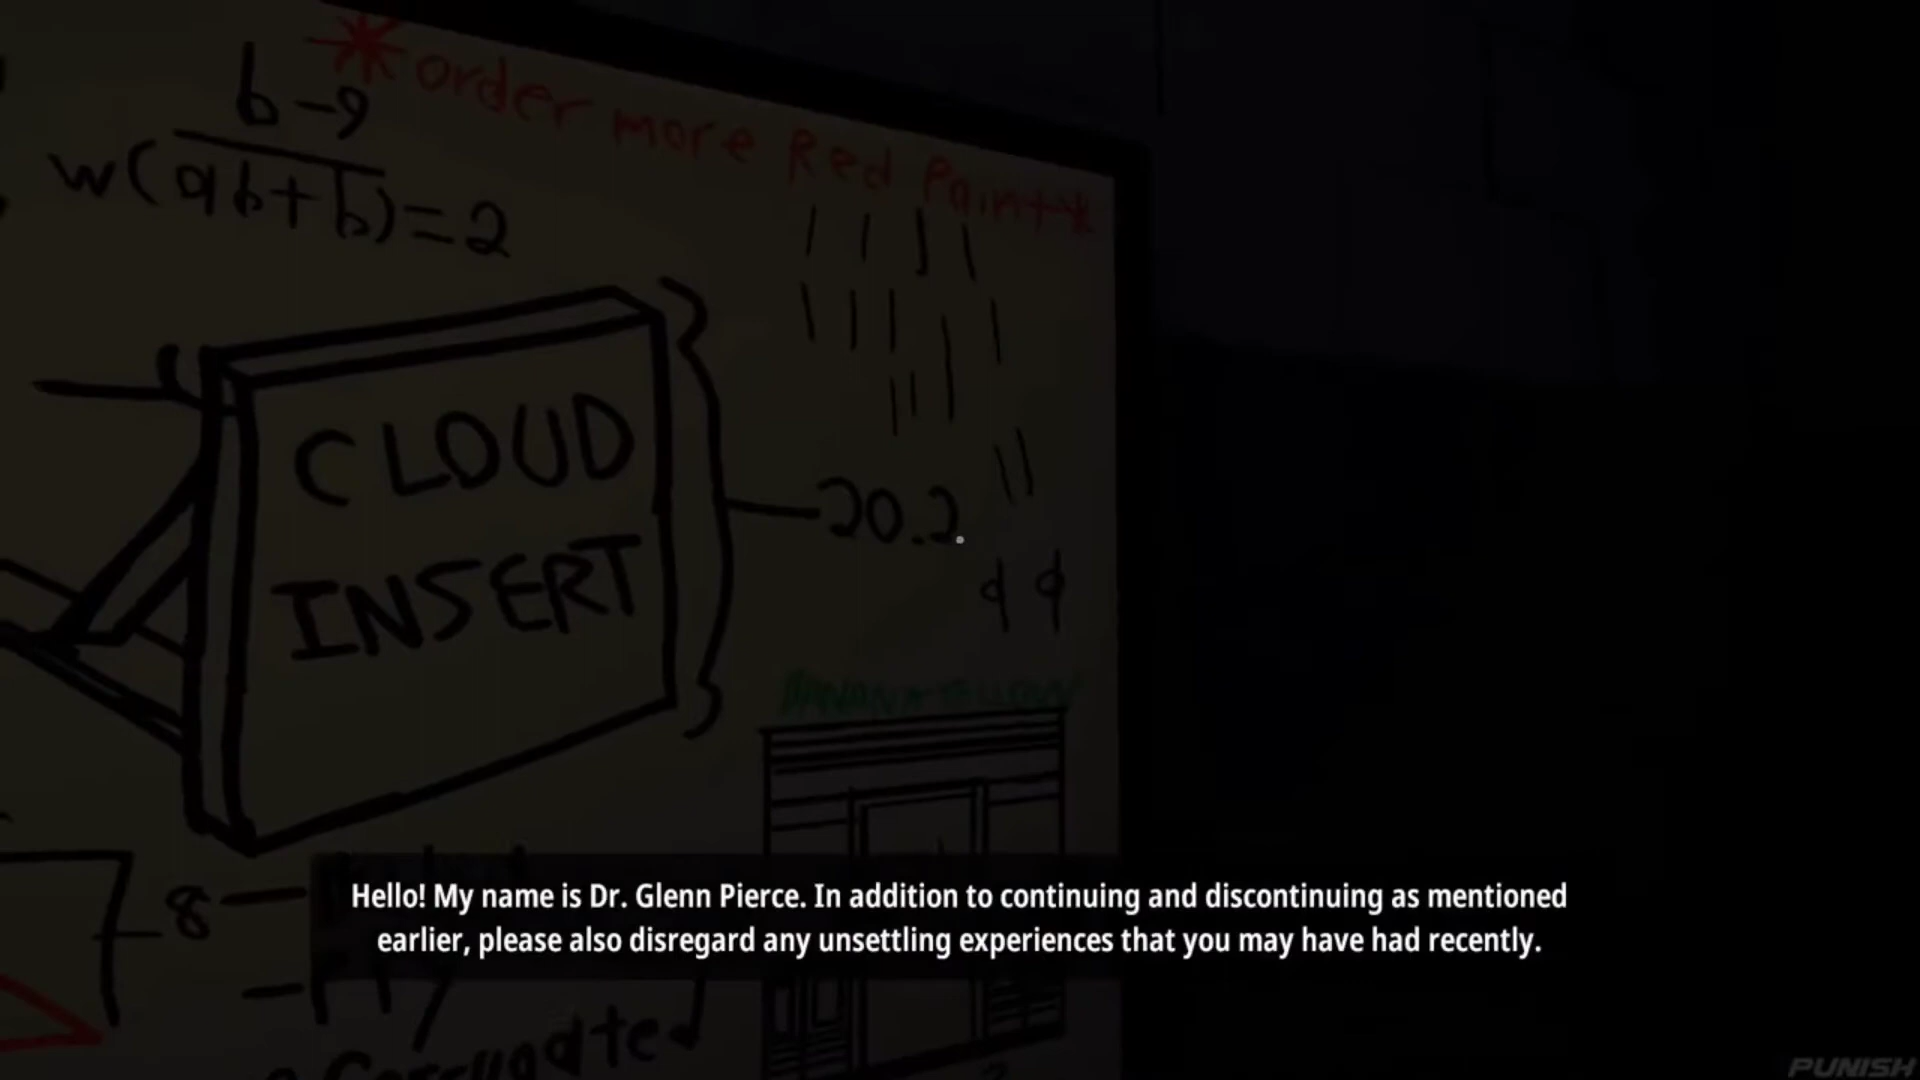 *order more Red Paint*
b-9
w(ab+b)=2
CLOUD
INSERT
20.2
8
Corrugated
Hello! My name is Dr. Glenn Pierce. In addition to continuing and discontinuing as mentioned
earlier, please also disregard any unsettling experiences that you may have had recently.
PUNISH